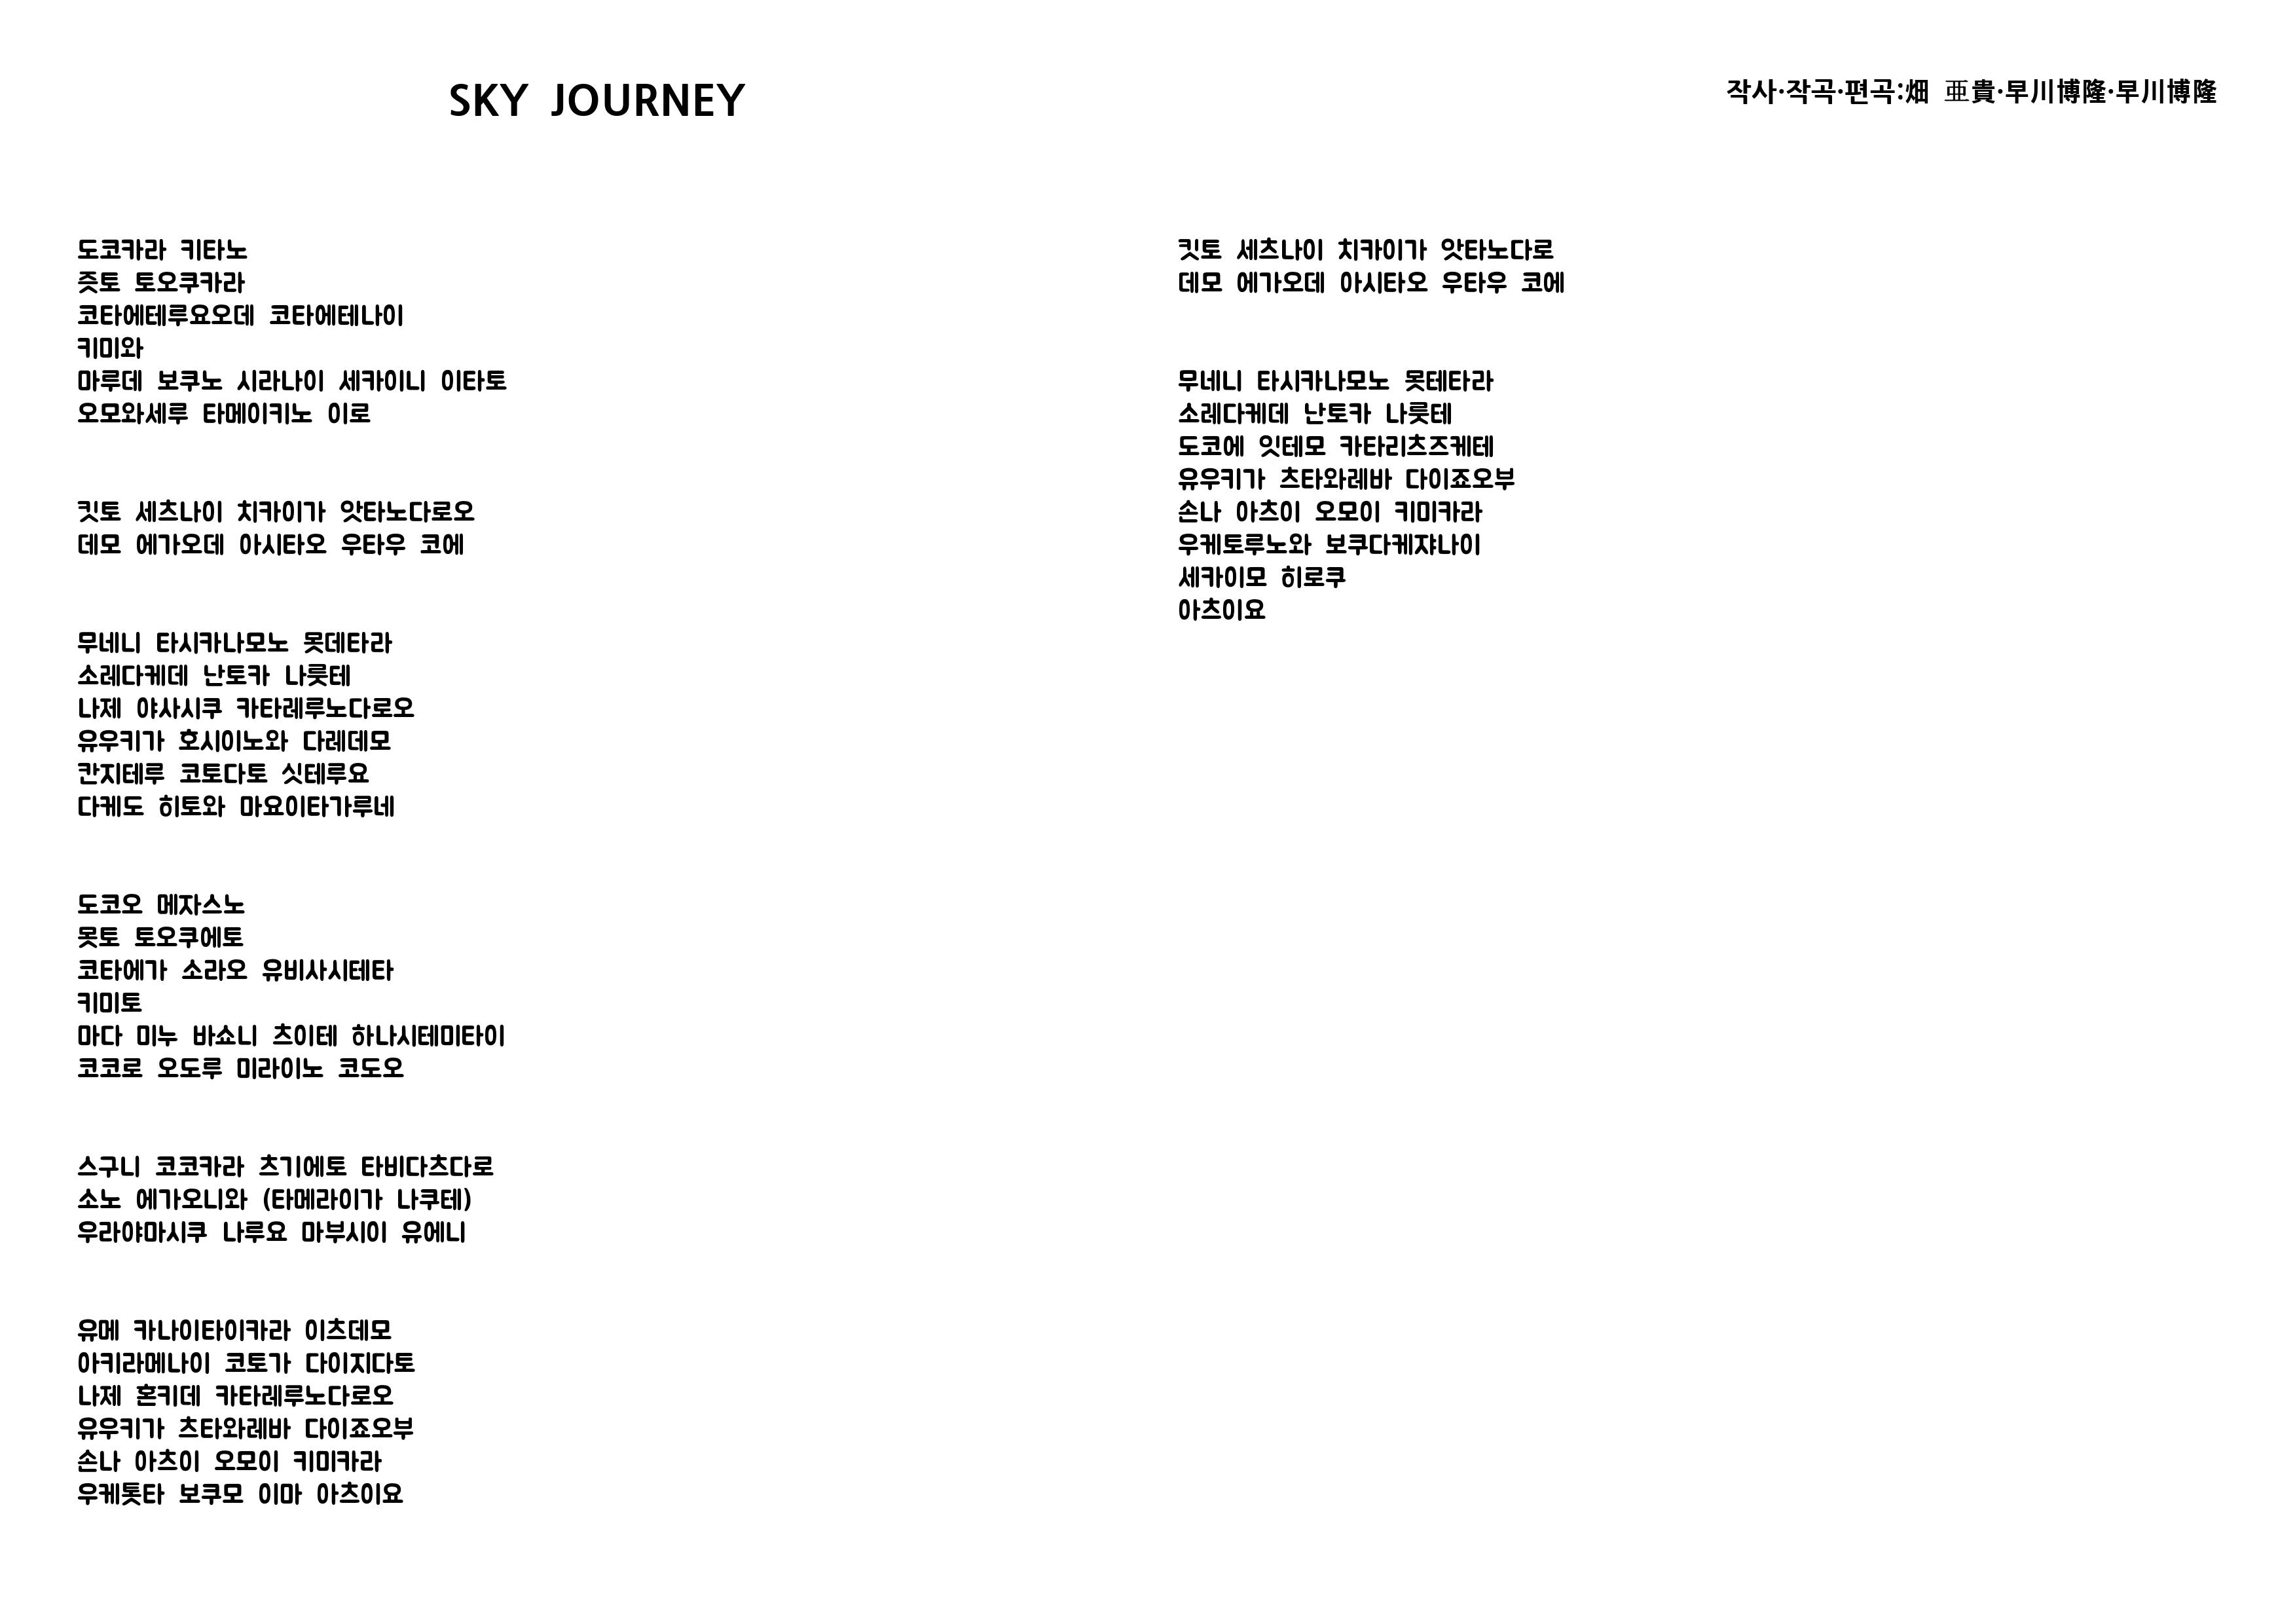 SKY JOURNEY
작사·작곡·편곡:畑 亜貴·早川博隆·早川博隆
도코카라 키타노
즛토 토오쿠카라
코타에테루요오데 코타에테나이
키미와
마루데 보쿠노 시라나이 세카이니 이타토
오모와세루 타메이키노 이로
킷토 세츠나이 치카이가 앗타노다로오
데모 에가오데 아시타오 우타우 코에
무네니 타시카나모노 못데타라
소레다케데 난토카 나룻테
나제 야사시쿠 카타레루노다로오
유우키가 호시이노와 다레데모
칸지테루 코토다토 싯테루요
다케도 히토와 마요이타가루네
도코오 메자스노
못토 토오쿠에토
코타에가 소라오 유비사시테타
키미토
마다 미누 바쇼니 츠이테 하나시테미타이
코코로 오도루 미라이노 코도오
스구니 코코카라 츠기에토 타비다츠다로
소노 에가오니와 (타메라이가 나쿠테)
우라야마시쿠 나루요 마부시이 유에니
유메 카나이타이카라 이츠데모
아키라메나이 코토가 다이지다토
나제 혼키데 카타레루노다로오
유우키가 츠타와레바 다이죠오부
손나 아츠이 오모이 키미카라
우케톳타 보쿠모 이마 아츠이요
킷토 세츠나이 치카이가 앗타노다로
데모 에가오데 아시타오 우타우 코에
무네니 타시카나모노 못테타라
소레다케데 난토카 나룻테
도코에 잇테모 카타리츠즈케테
유우키가 츠타와레바 다이죠오부
손나 아츠이 오모이 키미카라
우케토루노와 보쿠다케쟈나이
세카이모 히로쿠
아츠이요